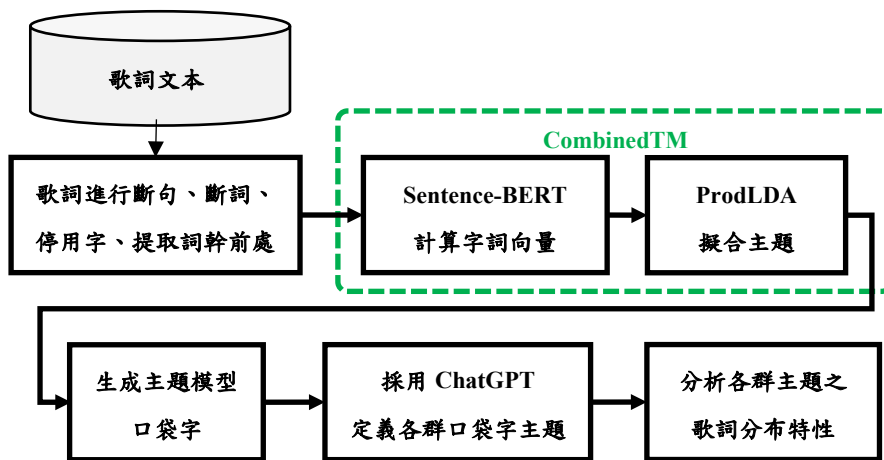 歌詞文本
CombinedTM
歌詞進行斷句、斷詞、
停用字、提取詞幹前處
Sentence-BERT
計算字詞向量
ProdLDA
擬合主題
生成主題模型
口袋字
採用 ChatGPT
定義各群口袋字主題
分析各群主題之
歌詞分布特性